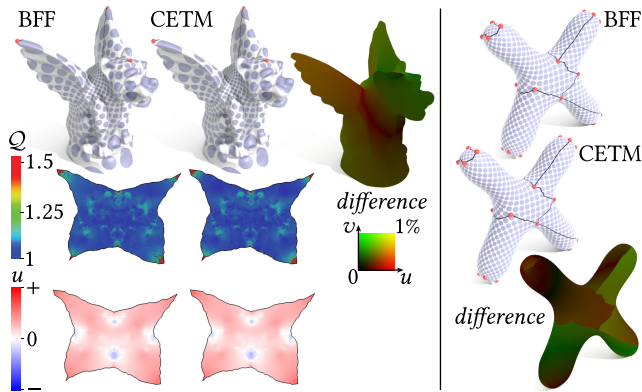 BFF
CETM
Q
1.5
1.25
1
u
+
0
−
difference
v
1%
0
u
BFF
CETM
difference